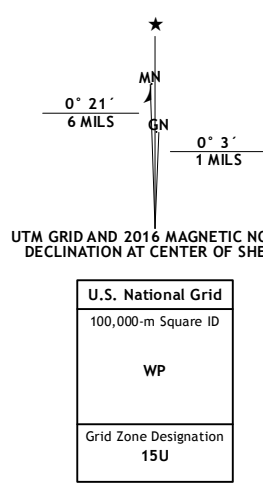 MN
0° 21´
6 MILS
GN
0° 3´
1 MILS
UTM GRID AND 2016 MAGNETIC NO
DECLINATION AT CENTER OF SHE
U.S. National Grid
100,000-m Square ID
WP
Grid Zone Designation
15U